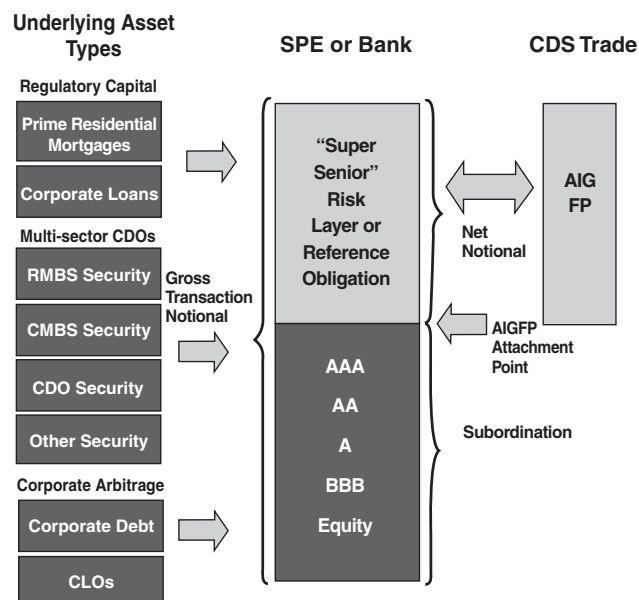 Underlying Asset
Types
SPE or Bank
CDS Trade
Regulatory Capital
Prime Residential
Mortgages
Corporate Loans
Multi-sector CDOs
RMBS Security
CMBS Security
CDO Security
Other Security
Corporate Arbitrage
Corporate Debt
CLOs
Gross
Transaction
Notional
“Super
Senior”
Risk
Layer or
Reference
Obligation
AAA
AA
A
BBB
Equity
Net
Notional
AIGFP
Attachment
Point
Subordination
AIG
FP